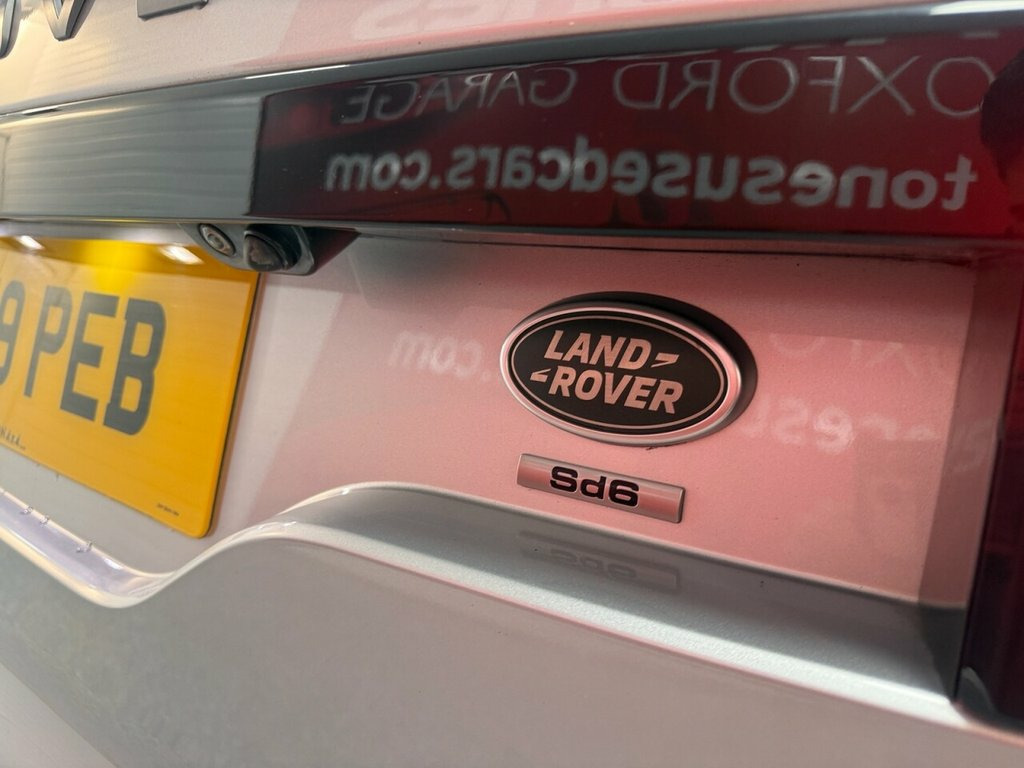 OXFORD GARAGE
tonesusedcars.com
9 PEB
LAND
ROVER
Sd6